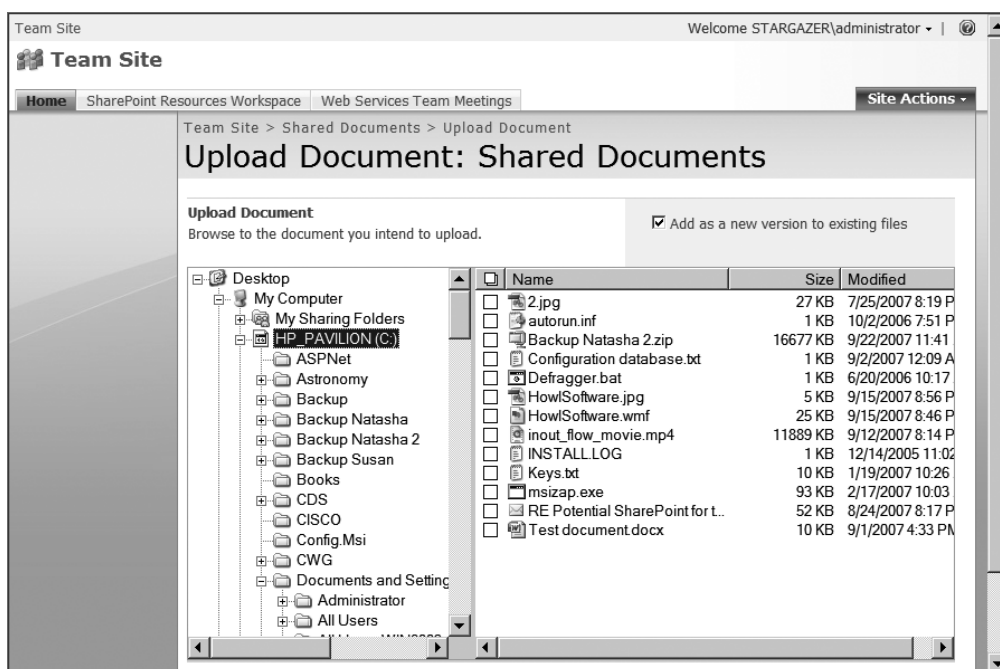 Team Site
Welcome STARGAZER\administrator
Team Site
Home SharePoint Resources Workspace Web Services Team Meetings Site Actions
Team Site > Shared Documents > Upload Document
Upload Document: Shared Documents
Upload Document
Browse to the document you intend to upload.
Add as a new version to existing files
Desktop
My Computer
My Sharing Folders
HP_PAVILION (C:)
ASPNet
Astronomy
Backup
Backup Natasha
Backup Natasha 2
Backup Susan
Books
CDS
CISCO
Config.Msi
CWG
Documents and Setting
Administrator
All Users
Name Size Modified
2.jpg 27 KB 7/25/2007 8:19 P
autorun.inf 1 KB 10/2/2006 7:51 P
Backup Natasha 2.zip 16677 KB 9/22/2007 11:41
Configuration database.txt 1 KB 9/2/2007 12:09 A
Defragger.bat 1 KB 6/20/2006 10:17
HowlSoftware.jpg 5 KB 9/15/2007 8:56 P
HowlSoftware.wmf 25 KB 9/15/2007 8:46 P
inout_flow_movie.mp4 11889 KB 9/12/2007 8:14 P
INSTALL.LOG 1 KB 12/14/2005 11:02
Keys.txt 10 KB 1/19/2007 10:26
msizap.exe 93 KB 2/17/2007 10:03
RE Potential SharePoint for t... 52 KB 8/24/2007 8:17 P
Test document.docx 10 KB 9/1/2007 4:33 PM